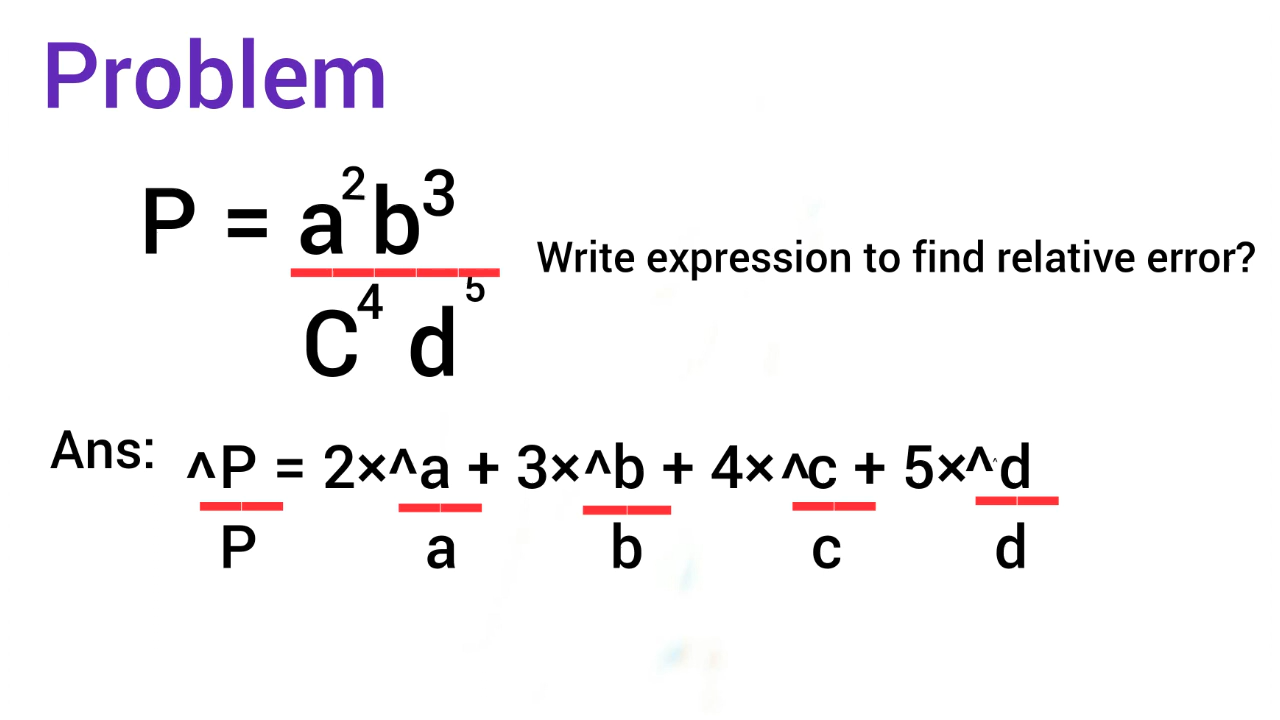 Problem
P = a²b³
Write expression to find relative error?
C⁴ d⁵
Ans: ^P = 2×^a + 3×^b + 4×^c + 5×^^d
P a b c d